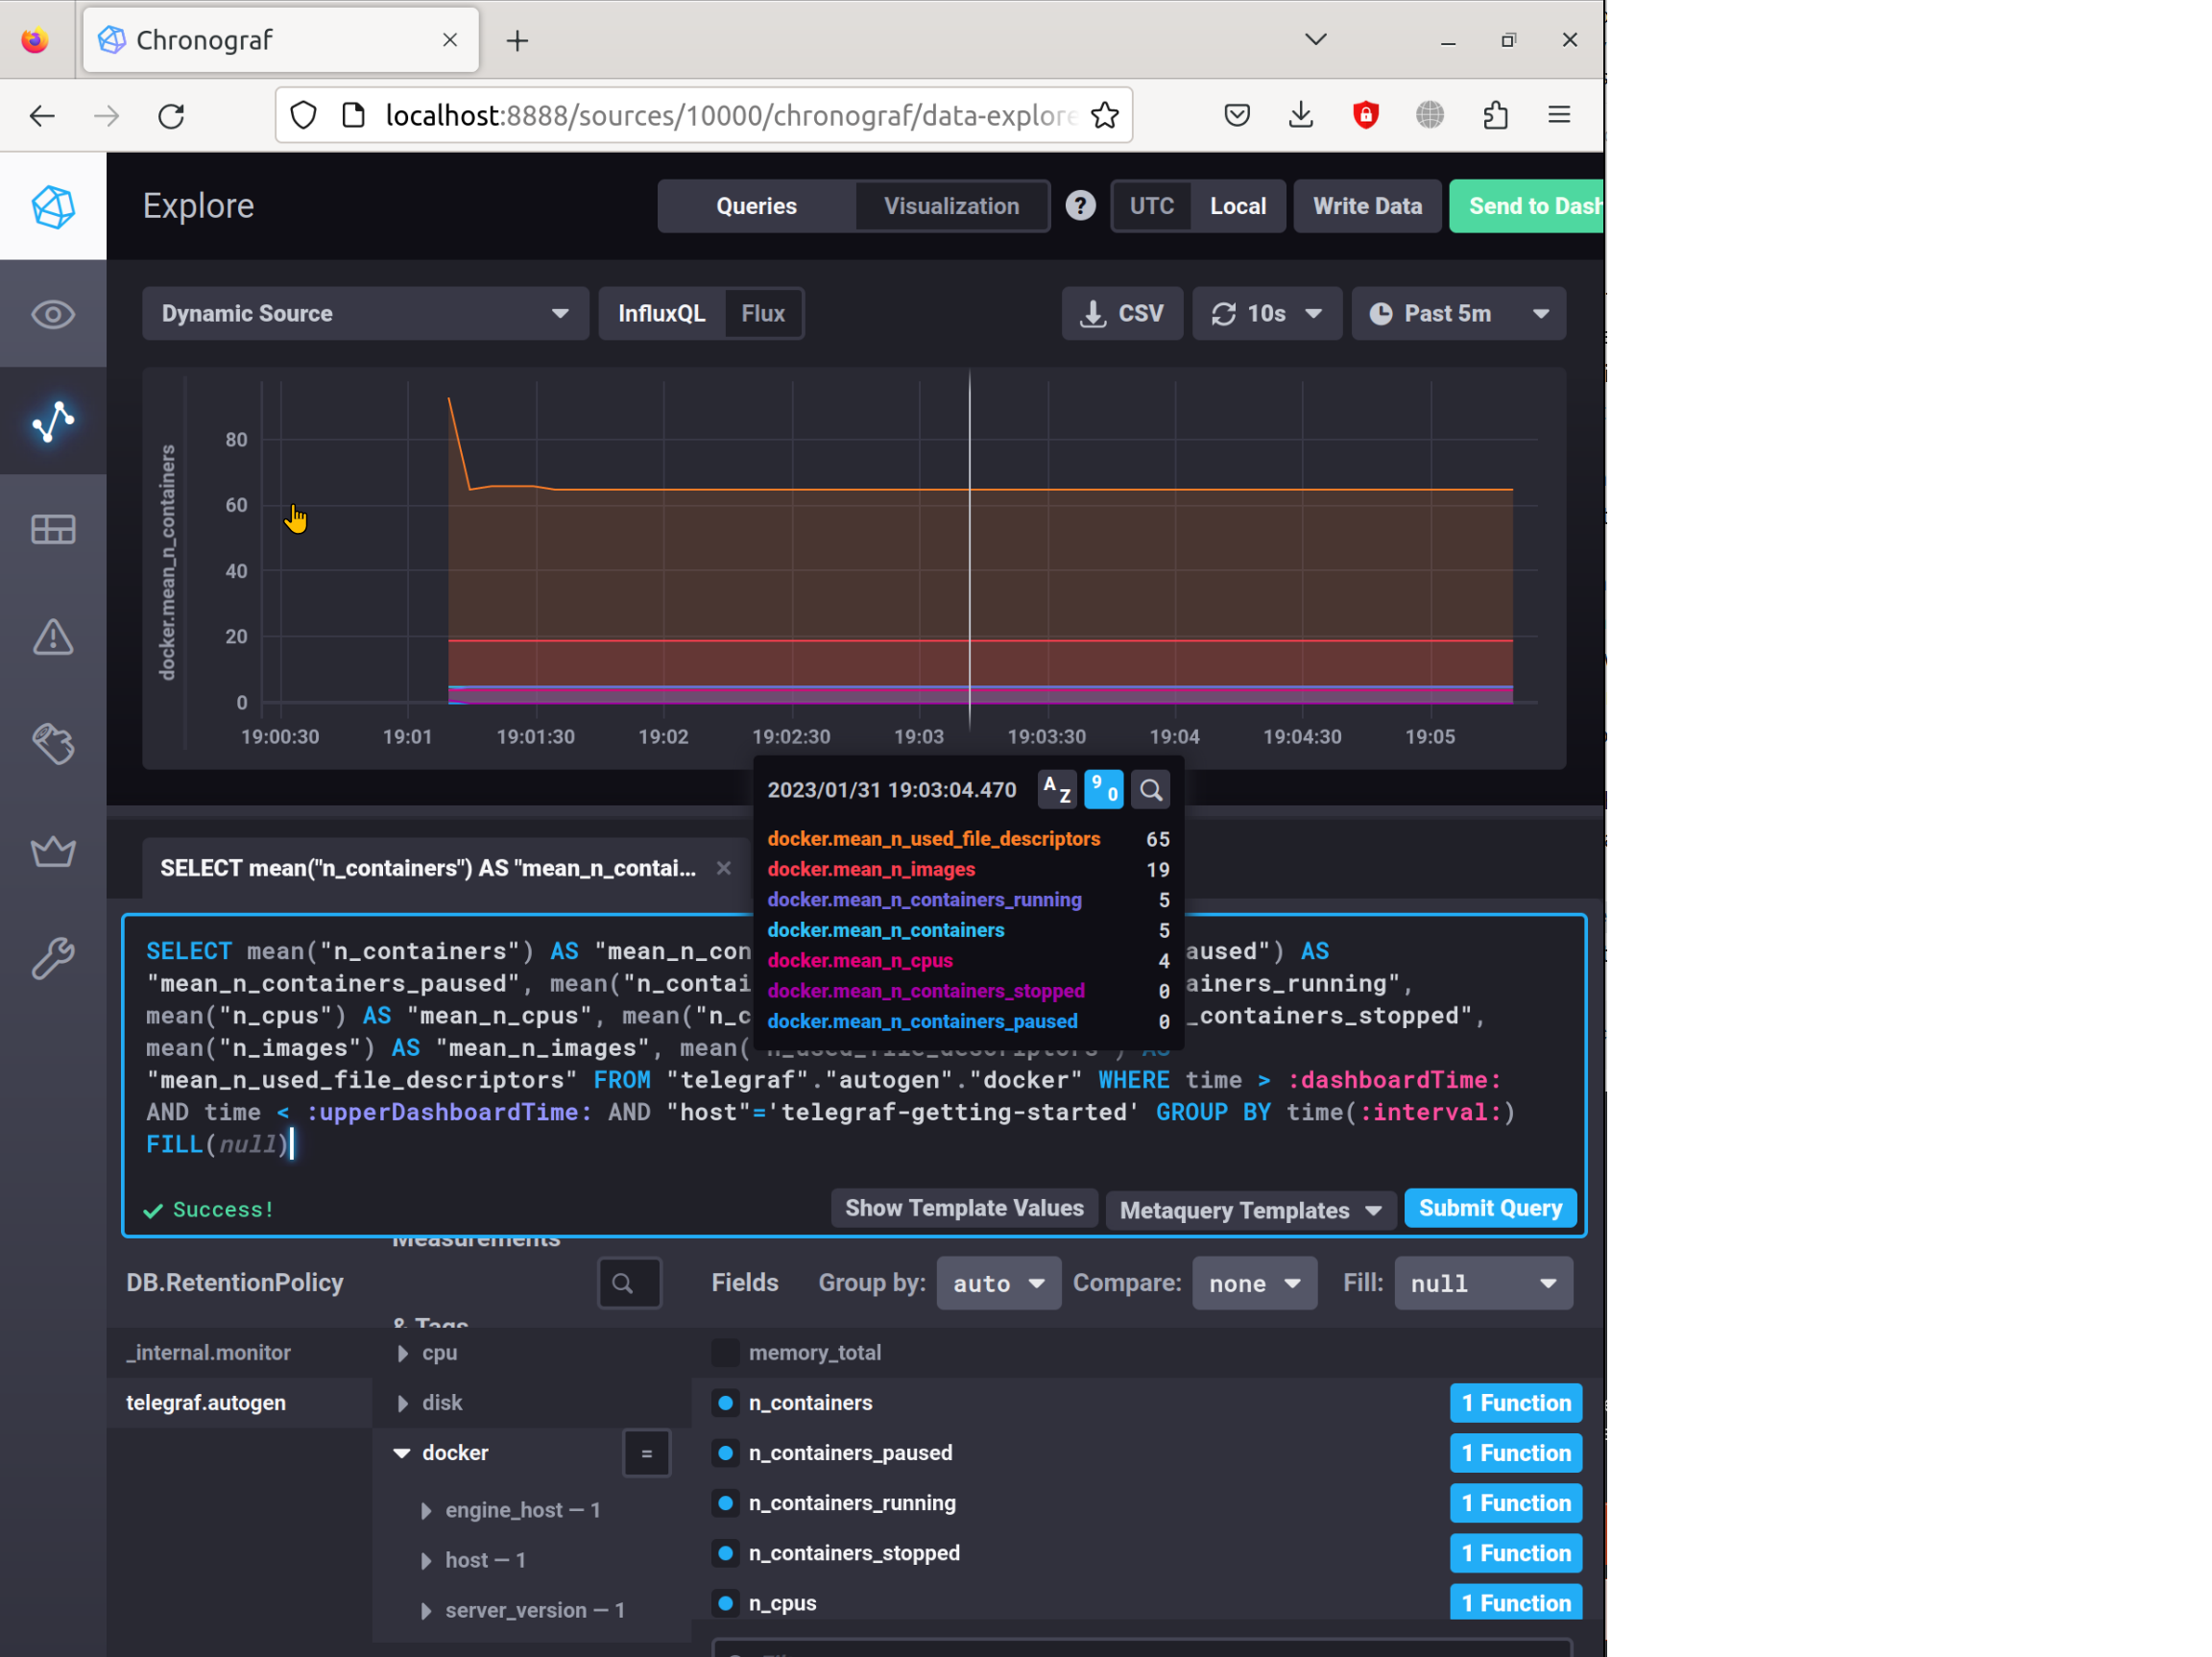 Chronograf
localhost:8888/sources/10000/chronograf/data-explore
Explore
Queries
Visualization
?
UTC
Local
Write Data
Send to Dash
Dynamic Source
InfluxQL
Flux
CSV
10s
Past 5m
docker.mean_n_containers
80
60
40
20
0
19:00:30
19:01
19:01:30
19:02
19:02:30
19:03
19:03:30
19:04
19:04:30
19:05
2023/01/31 19:03:04.470
A Z
9 0
docker.mean_n_used_file_descriptors 65
docker.mean_n_images 19
docker.mean_n_containers_running 5
docker.mean_n_containers 5
docker.mean_n_cpus 4
docker.mean_n_containers_stopped 0
docker.mean_n_containers_paused 0
SELECT mean("n_containers") AS "mean_n_contai...
SELECT mean("n_containers") AS "mean_n_con aused") AS
"mean_n_containers_paused", mean("n_contai ainers_running",
mean("n_cpus") AS "mean_n_cpus", mean("n_c _containers_stopped",
mean("n_images") AS "mean_n_images", mean("n_used_file_descriptors") AS
"mean_n_used_file_descriptors" FROM "telegraf"."autogen"."docker" WHERE time > :dashboardTime:
AND time < :upperDashboardTime: AND "host"='telegraf-getting-started' GROUP BY time(:interval:)
FILL(null)
Success!
Show Template Values
Metaquery Templates
Submit Query
DB.RetentionPolicy
Measurements
& Tags
Fields
Group by:
auto
Compare:
none
Fill:
null
_internal.monitor
telegraf.autogen
cpu
disk
docker
=
engine_host — 1
host — 1
server_version — 1
memory_total
n_containers 1 Function
n_containers_paused 1 Function
n_containers_running 1 Function
n_containers_stopped 1 Function
n_cpus 1 Function